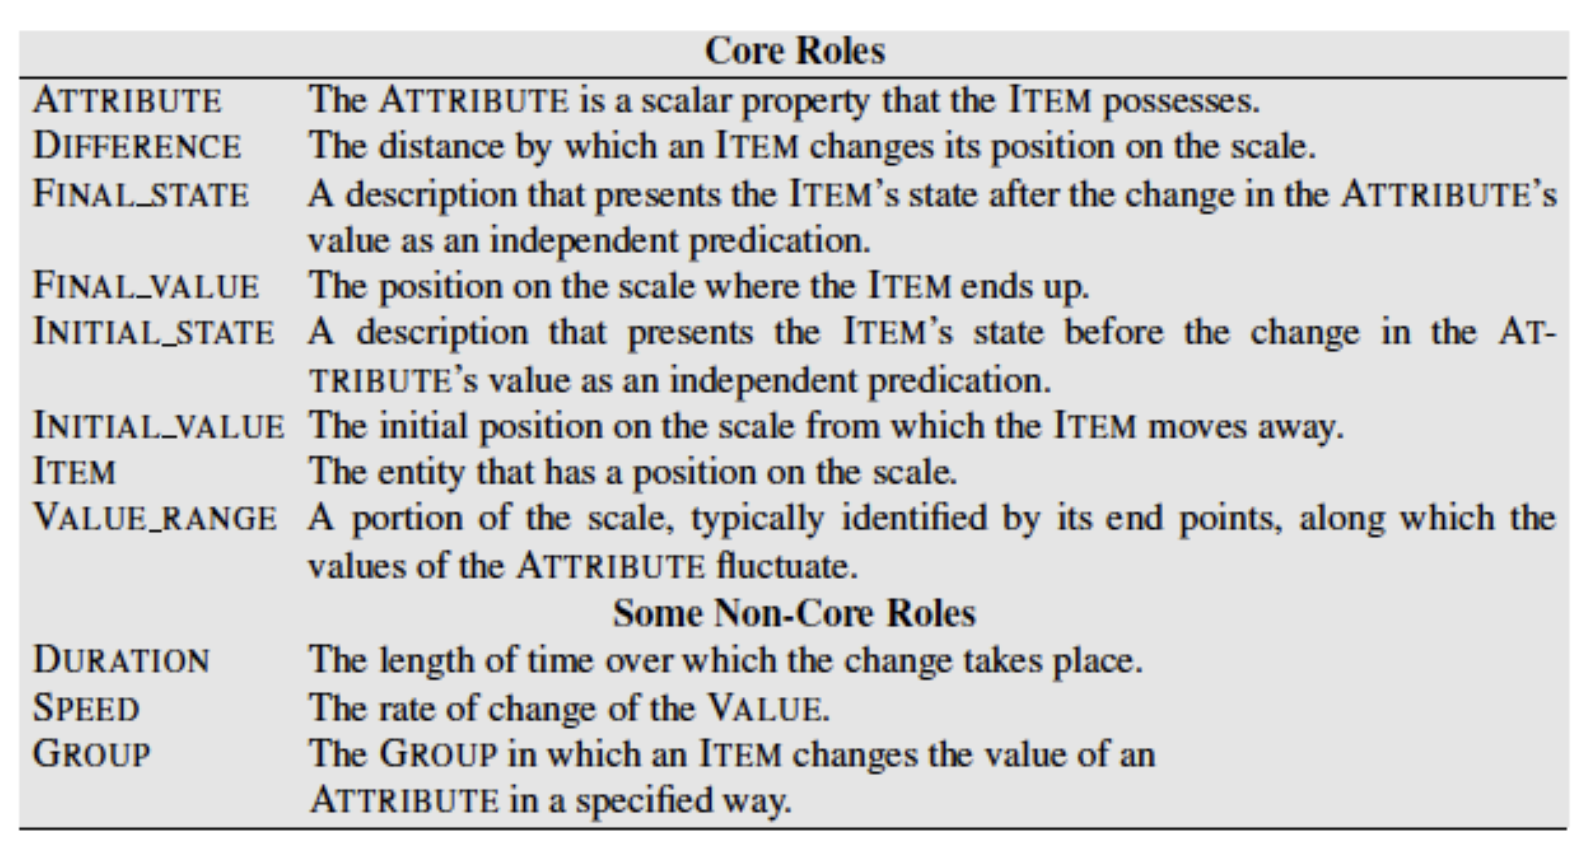 Core Roles
ATTRIBUTE The ATTRIBUTE is a scalar property that the ITEM possesses.
DIFFERENCE The distance by which an ITEM changes its position on the scale.
FINAL_STATE A description that presents the ITEM's state after the change in the ATTRIBUTE's
value as an independent predication.
FINAL_VALUE The position on the scale where the ITEM ends up.
INITIAL_STATE A description that presents the ITEM's state before the change in the AT-
TRIBUTE's value as an independent predication.
INITIAL_VALUE The initial position on the scale from which the ITEM moves away.
ITEM The entity that has a position on the scale.
VALUE_RANGE A portion of the scale, typically identified by its end points, along which the
values of the ATTRIBUTE fluctuate.
Some Non-Core Roles
DURATION The length of time over which the change takes place.
SPEED The rate of change of the VALUE.
GROUP The GROUP in which an ITEM changes the value of an
ATTRIBUTE in a specified way.